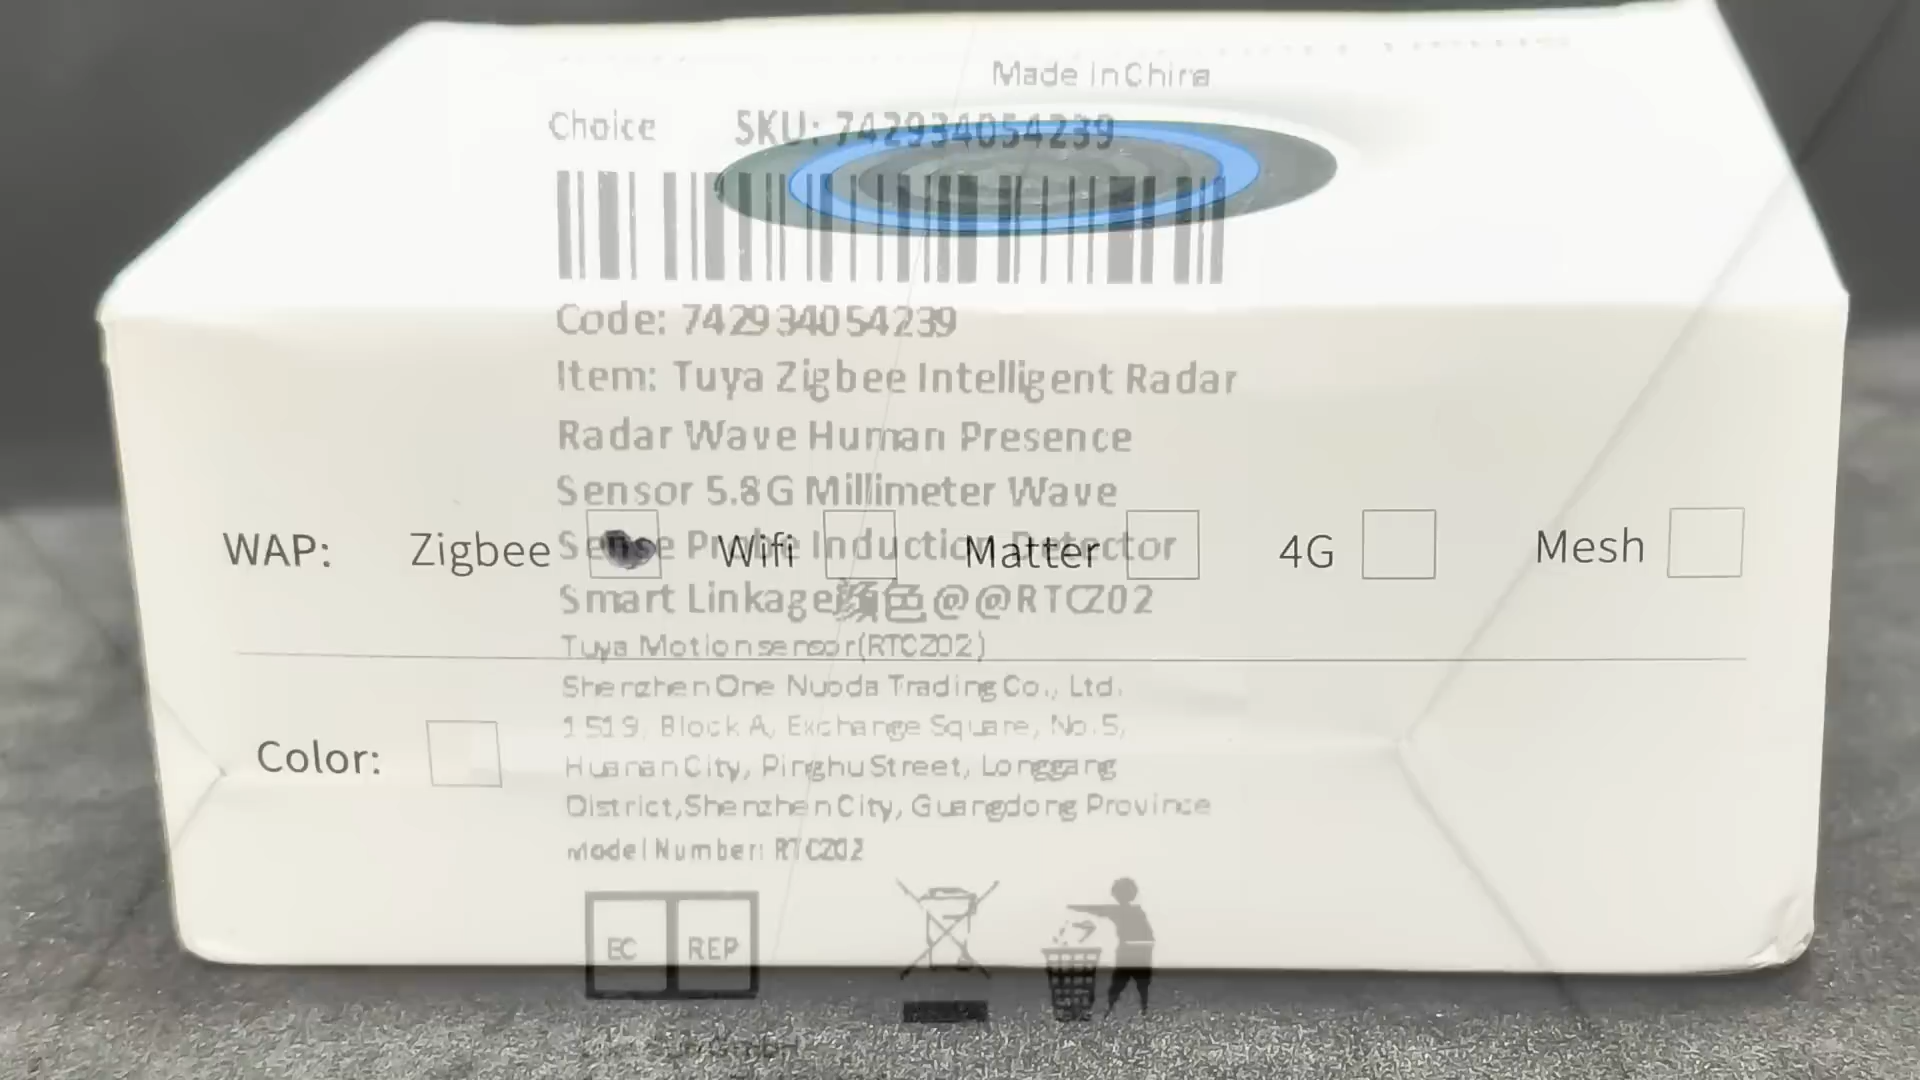 Made In China
Choice SKU: 742934054239
Code: 742934054239
Item: Tuya Zigbee Intelligent Radar
Radar Wave Human Presence
Sensor 5.8G Millimeter Wave
Sense Pro Induction Detector
WAP: Zigbee Wifi Matter 4G Mesh
Smart Linkage颜色@@RTCZ02
Tuya Motion sensor(RTCZ02)
Shenzhen One Nuoda Trading Co., Ltd.
1519, Block A, Exchange Square, No.5,
Color:
Huanan City, Pinghu Street, Longgang
District,Shenzhen City, Guangdong Province
Model Number: RTCZ02
EC REP